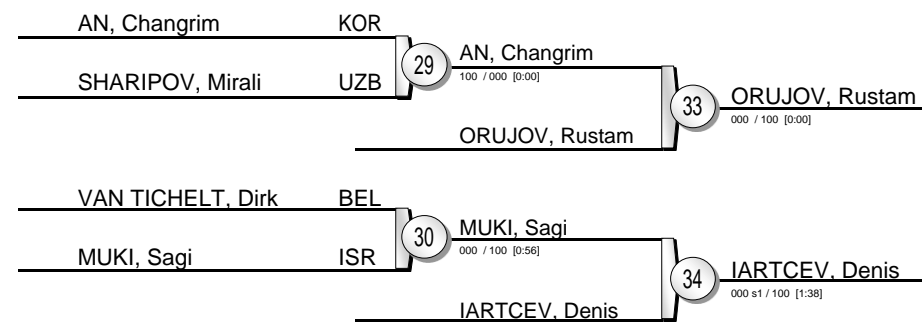 AN, Changrim KOR
29
AN, Changrim
100 / 000 [0:00]
SHARIPOV, Mirali UZB
33
ORUJOV, Rustam
000 / 100 [0:00]
ORUJOV, Rustam
VAN TICHELT, Dirk BEL
30
MUKI, Sagi
000 / 100 [0:56]
MUKI, Sagi ISR
34
IARTCEV, Denis
000 s1 / 100 [1:38]
IARTCEV, Denis